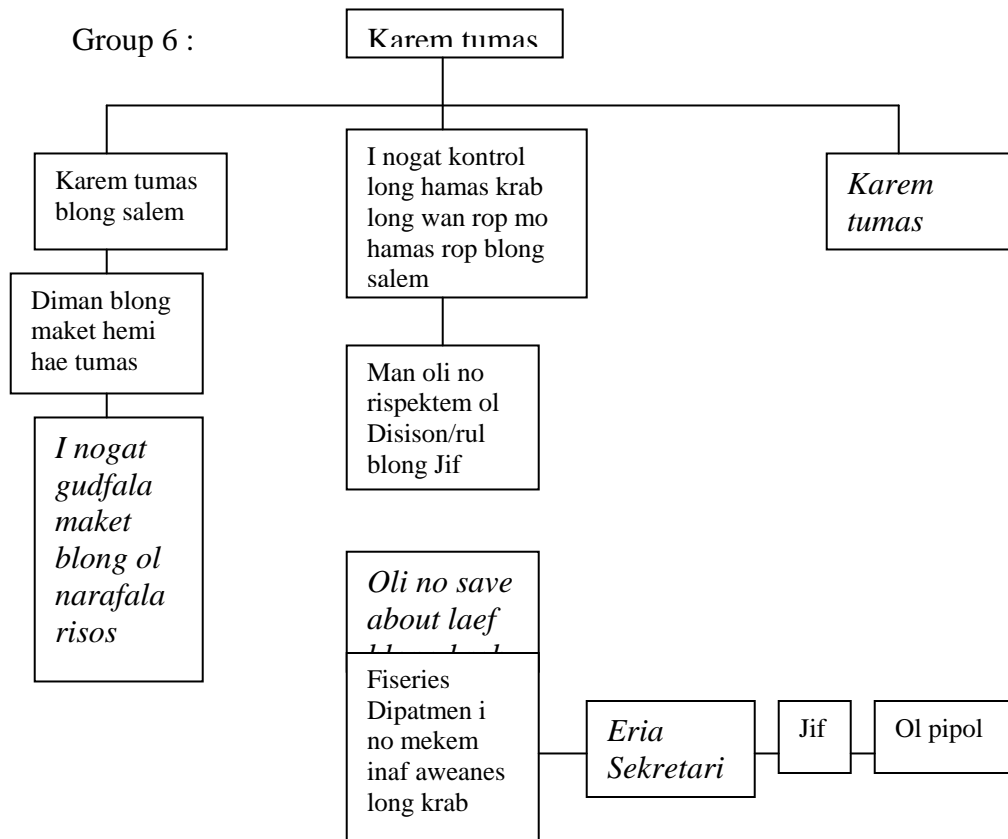 Group 6 :
Karem tumas
Karem tumas
blong salem
Diman blong
maket hemi
hae tumas
I nogat
gudfala
maket
blong ol
narafala
risos
I nogat kontrol
long hamas krab
long wan rop mo
hamas rop blong
salem
Man oli no
rispektem ol
Disison/rul
blong Jif
Oli no save
about laef
Fiseries
Dipatmen i
no mekem
inaf aweanes
long krab
Eria
Sekretari
Jif
Ol pipol
Karem
tumas